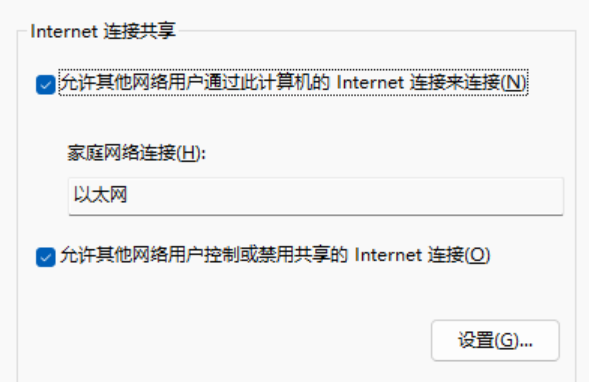 Internet 连接共享
允许其他网络用户通过此计算机的 Internet 连接来连接(N)
家庭网络连接(H):
以太网
允许其他网络用户控制或禁用共享的 Internet 连接(O)
设置(G)...